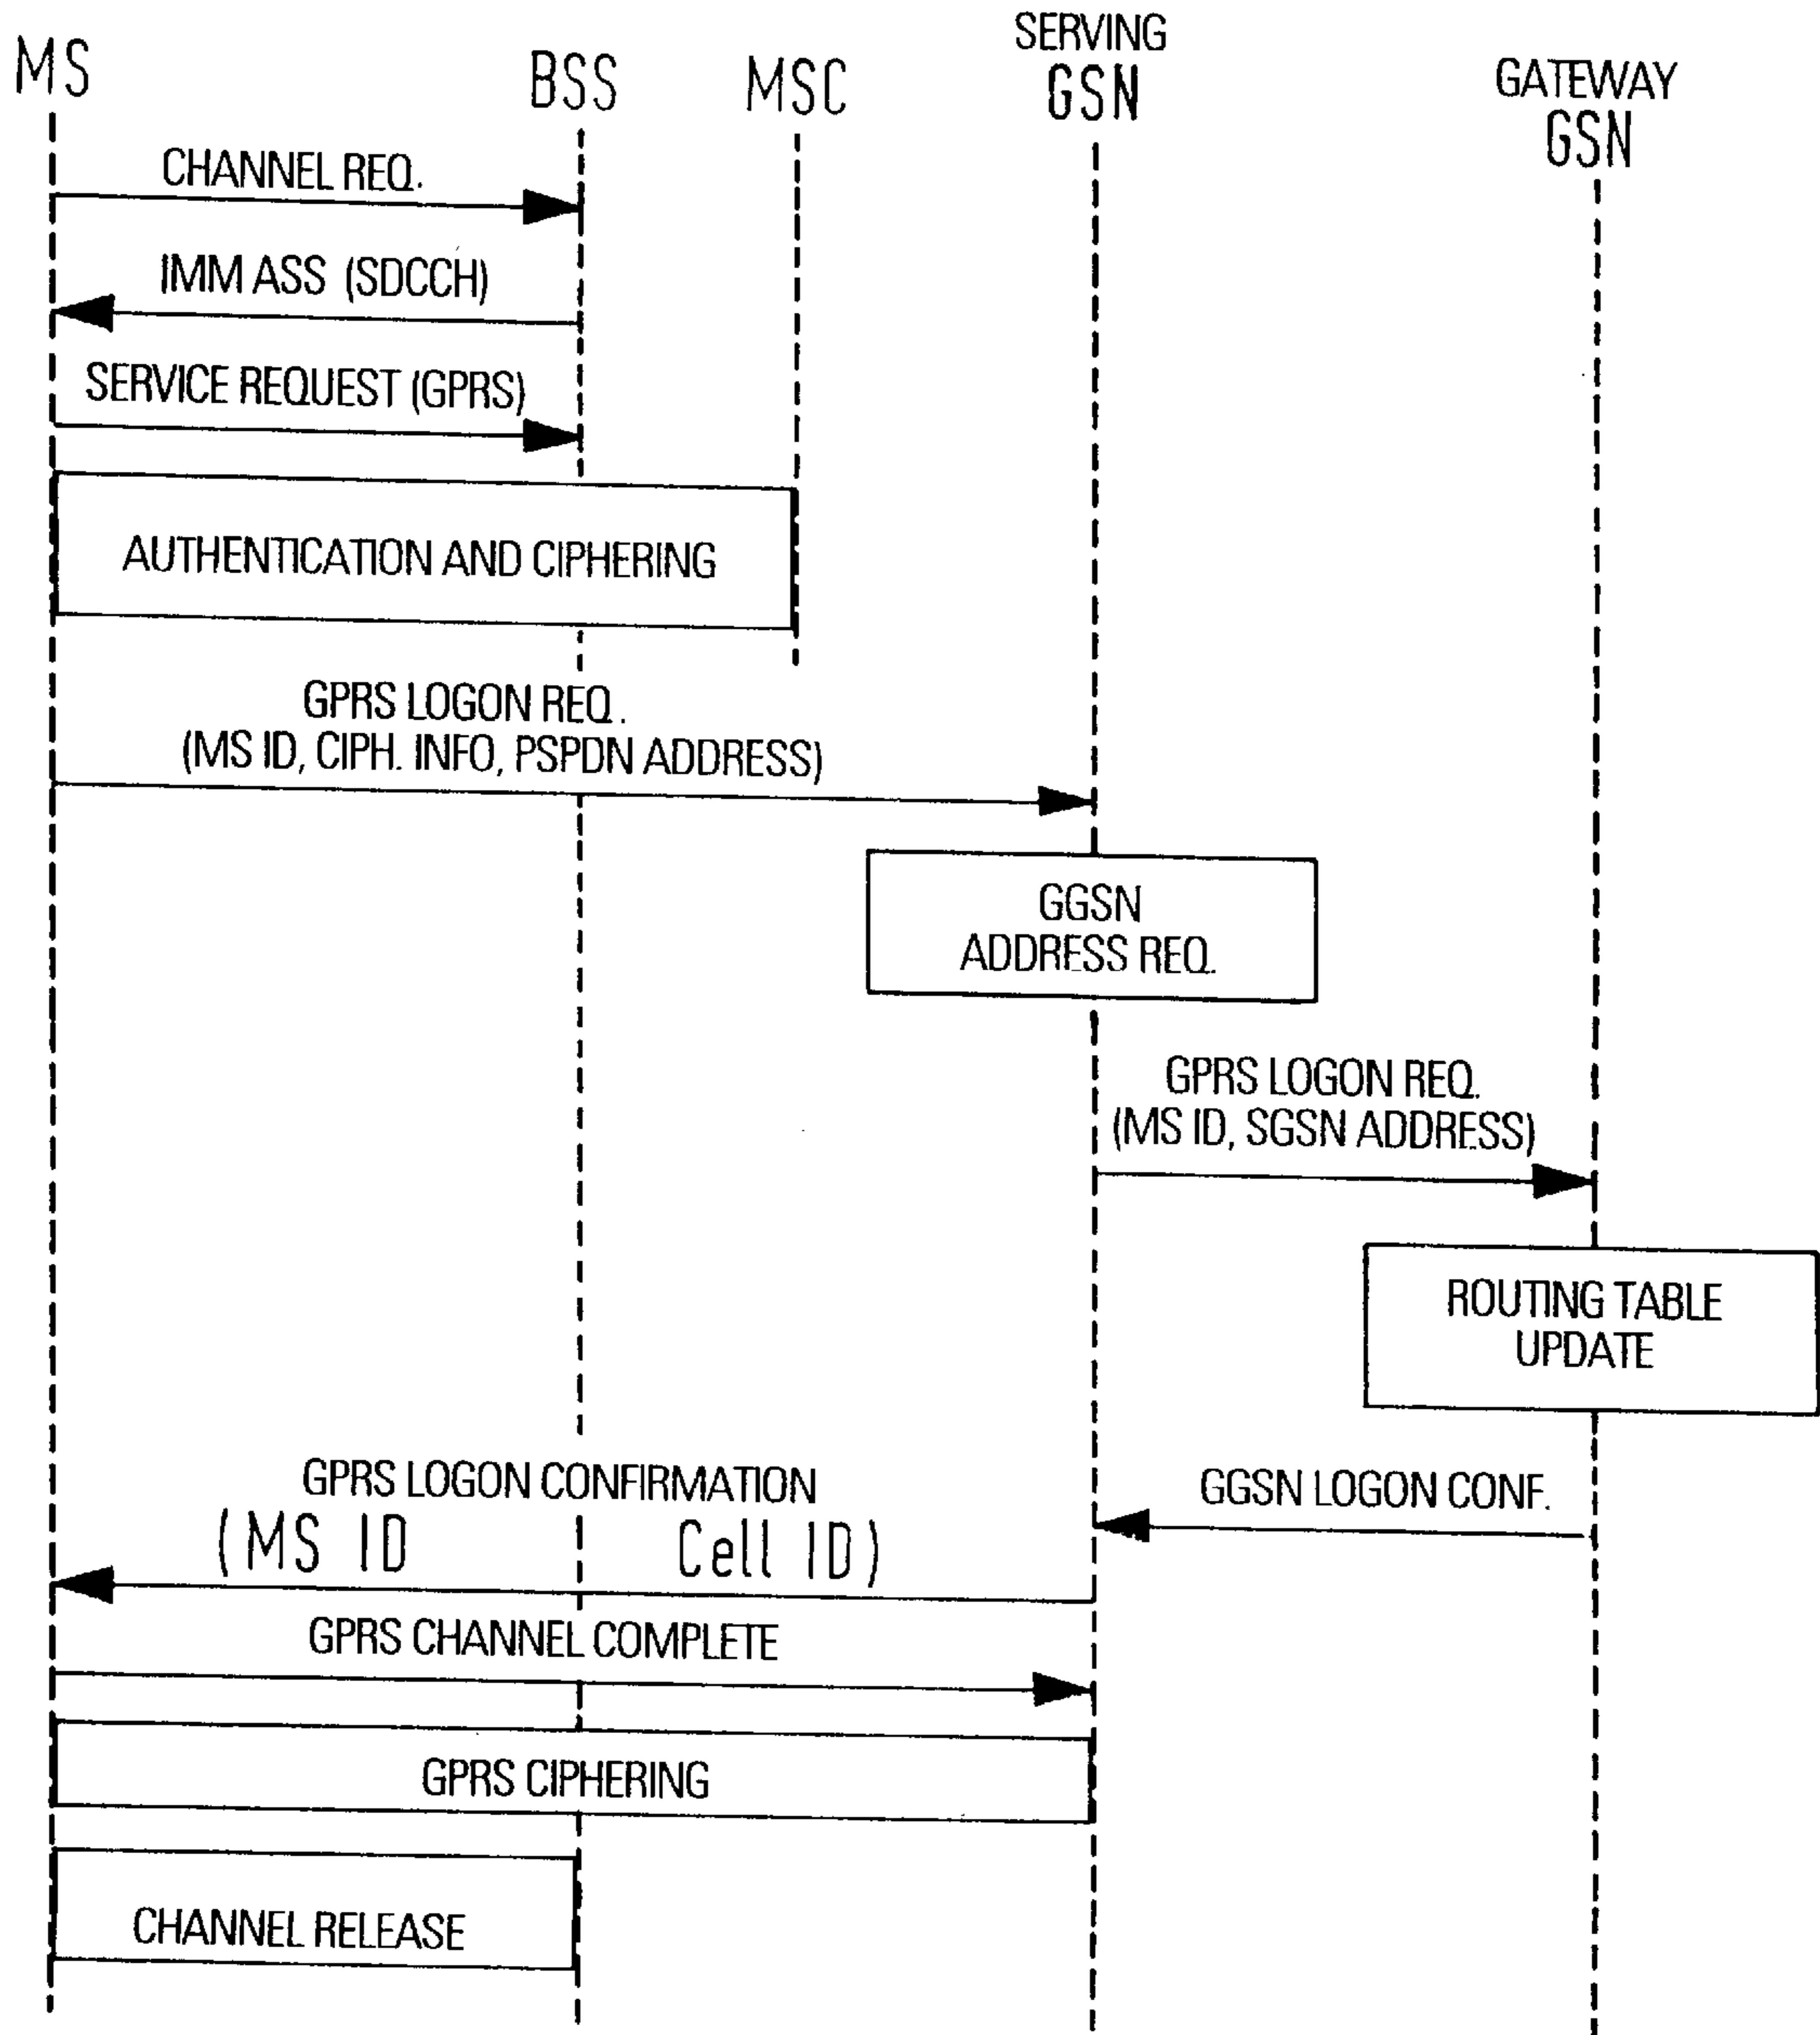 MS
BSS
MSC
SERVING
GSN
GATEWAY
GSN
CHANNEL REQ.
IMM ASS (SDCCH)
SERVICE REQUEST (GPRS)
AUTHENTICATION AND CIPHERING
GPRS LOGON REQ.
(MS ID, CIPH. INFO, PSPDN ADDRESS)
GGSN
ADDRESS REQ.
GPRS LOGON REQ.
(MS ID, SGSN ADDRESS)
ROUTING TABLE
UPDATE
GGSN LOGON CONF.
GPRS LOGON CONFIRMATION
(MS ID Cell ID)
GPRS CHANNEL COMPLETE
GPRS CIPHERING
CHANNEL RELEASE